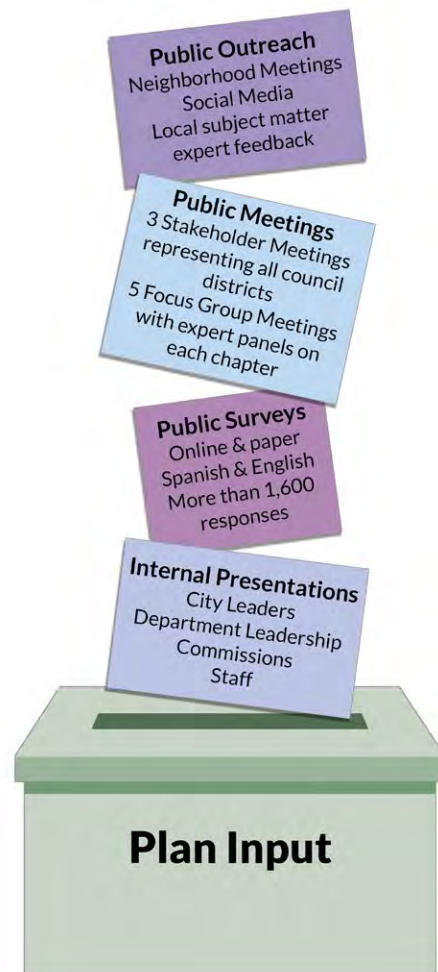 Public Outreach
Neighborhood Meetings
Social Media
Local subject matter
expert feedback
Public Meetings
3 Stakeholder Meetings
representing all council
districts
5 Focus Group Meetings
with expert panels on
each chapter
Public Surveys
Online & paper
Spanish & English
More than 1,600
responses
Internal Presentations
City Leaders
Department Leadership
Commissions
Staff
Plan Input